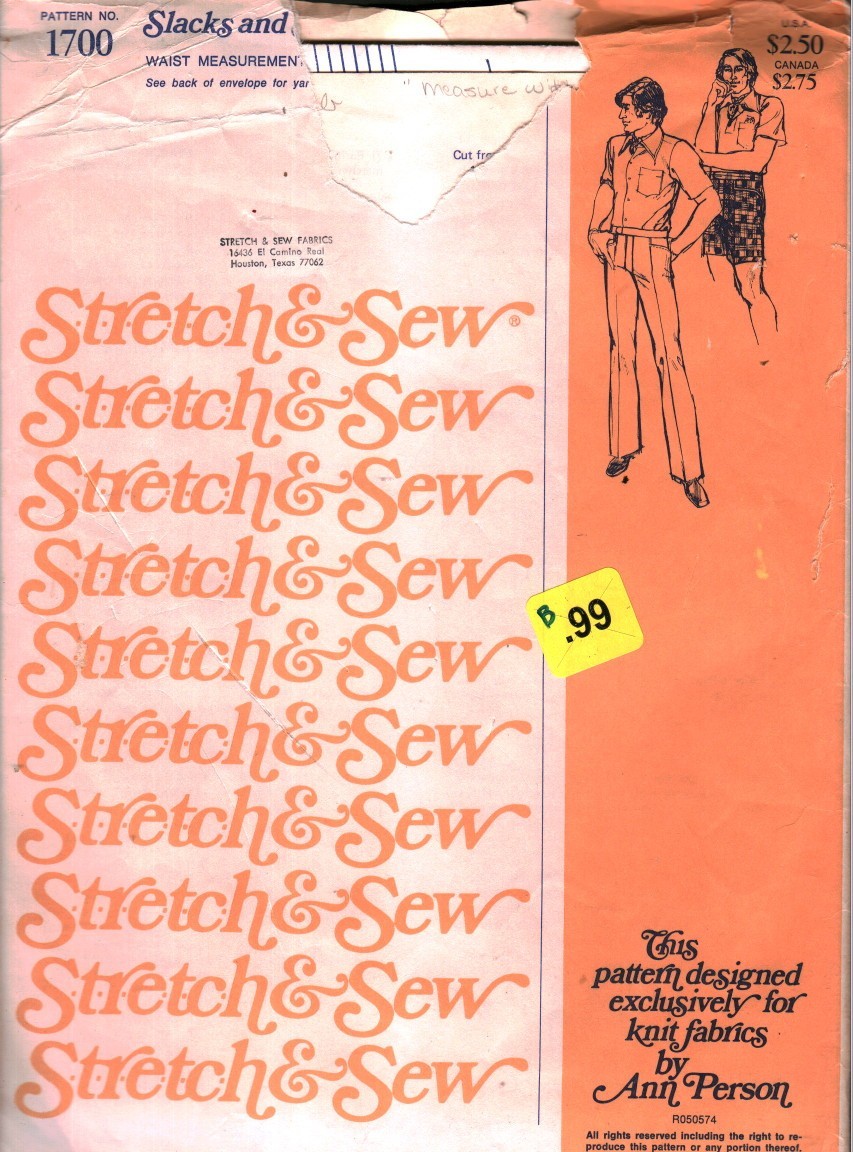 PATTERN NO.
1700
Slacks and
WAIST MEASUREMEN
See back of envelope for yar
" measure with
Cut fro
U.S.A
$2.50
CANADA
$2.75
STRETCH & SEW FABRICS
16436 El Camino Real
Houston, Texas 77062
Stretch & Sew®
Stretch & Sew
Stretch & Sew
Stretch & Sew
Stretch & Sew
Stretch & Sew
Stretch & Sew
Stretch & Sew
Stretch & Sew
Stretch & Sew
B .99
This
pattern designed
exclusively for
knit fabrics
by
Ann Person
R050574
All rights reserved including the right to re-
produce this pattern or any portion thereof.